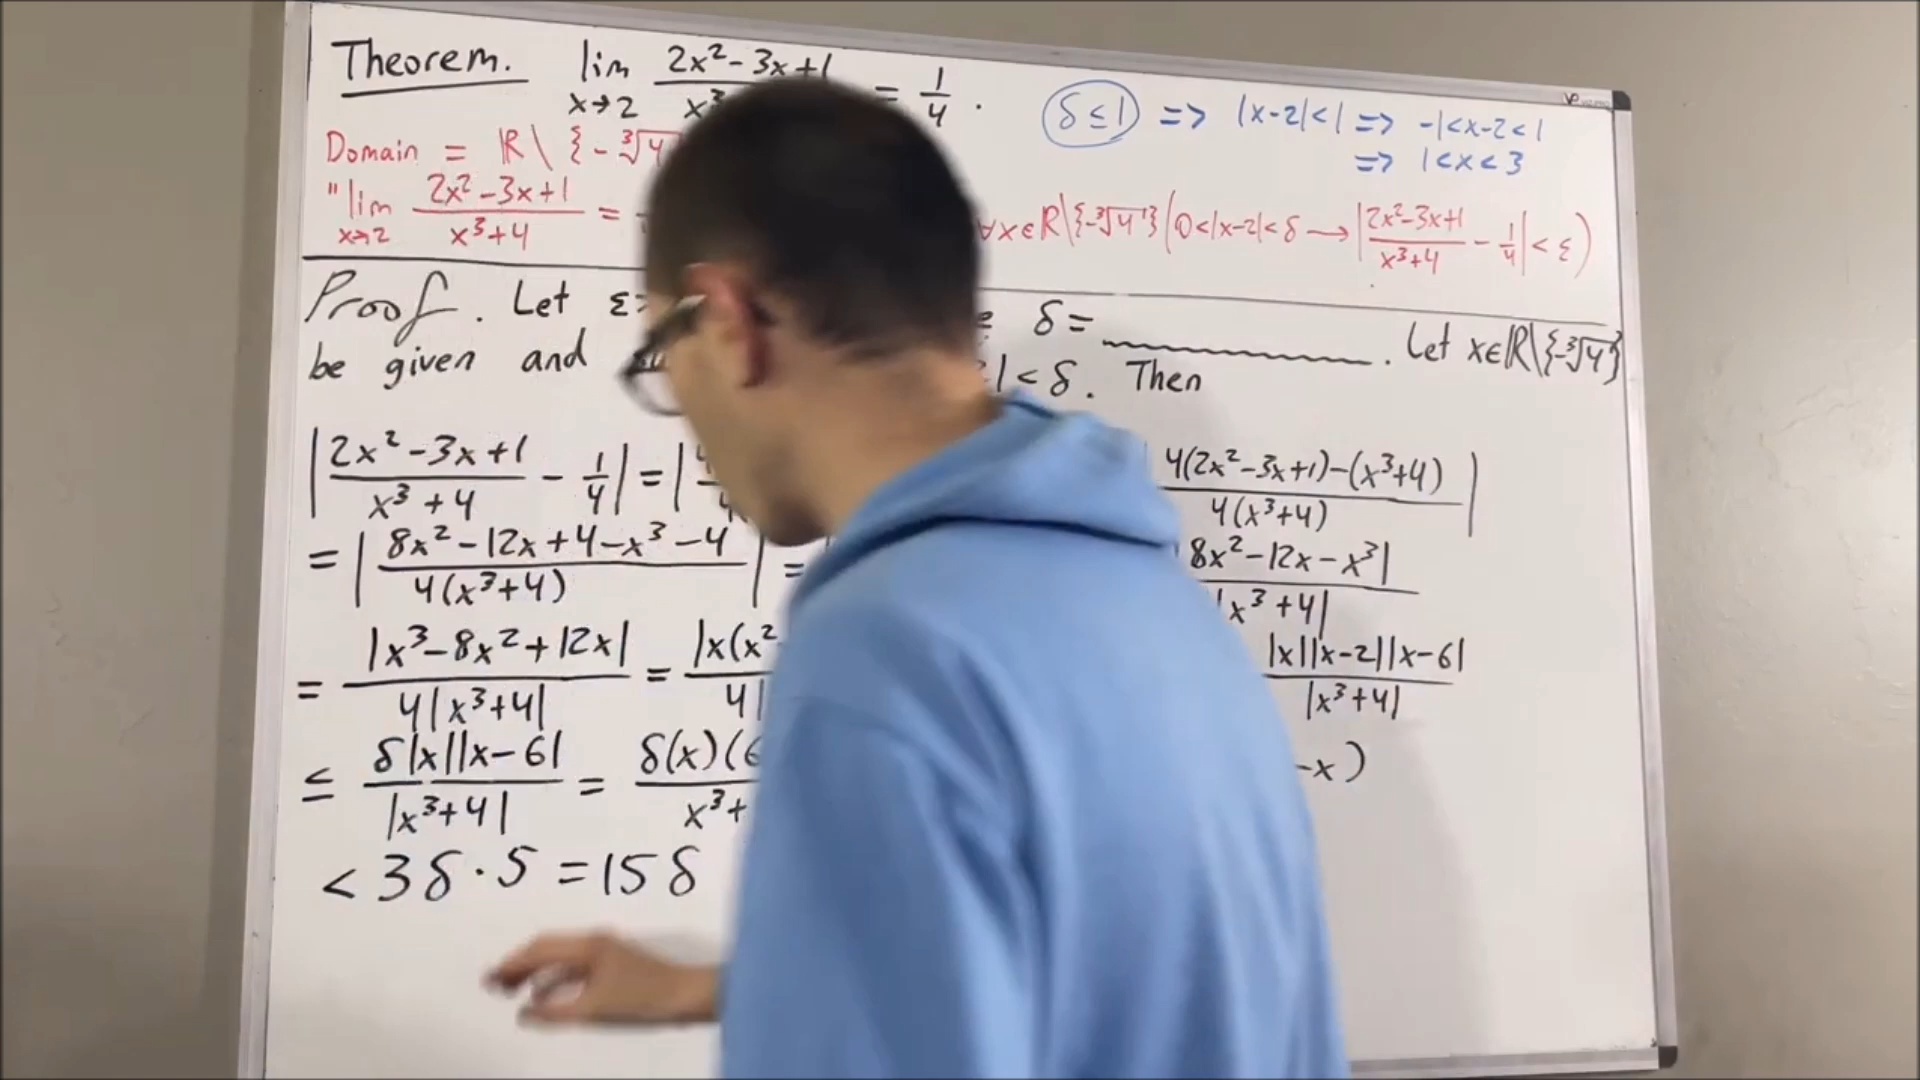 Theorem. lim x→2 2x² - 3x + 1 / x³ = 1/4 .
δ ≤ 1 => |x-2|<1 => -1<x-2<1
=> 1<x<3
Domain = ℝ \ {-∛4
"lim x→2 2x² - 3x + 1 / x³+4 =
∀x∈ℝ\{-∛4} (0<|x-2|<δ → |2x²-3x+1 / x³+4 - 1/4| < ε)
Proof. Let ε> δ = ________. Let x∈ℝ\{-∛4}
be given and |<δ. Then
|2x² - 3x + 1 / x³ + 4 - 1/4| = | 4(2x²-3x+1)-(x³+4) / 4(x³+4) |
= | 8x² - 12x + 4 - x³ - 4 / 4(x³+4) | = 8x² - 12x - x³| / |x³+4|
= |x³ - 8x² + 12x| / 4|x³+4| = |x(x² / 4| |x||x-2||x-6| / |x³+4|
≤ δ|x||x-6| / |x³+4| = δ(x)(6 / x³+ -x)
< 3δ·5 = 15δ